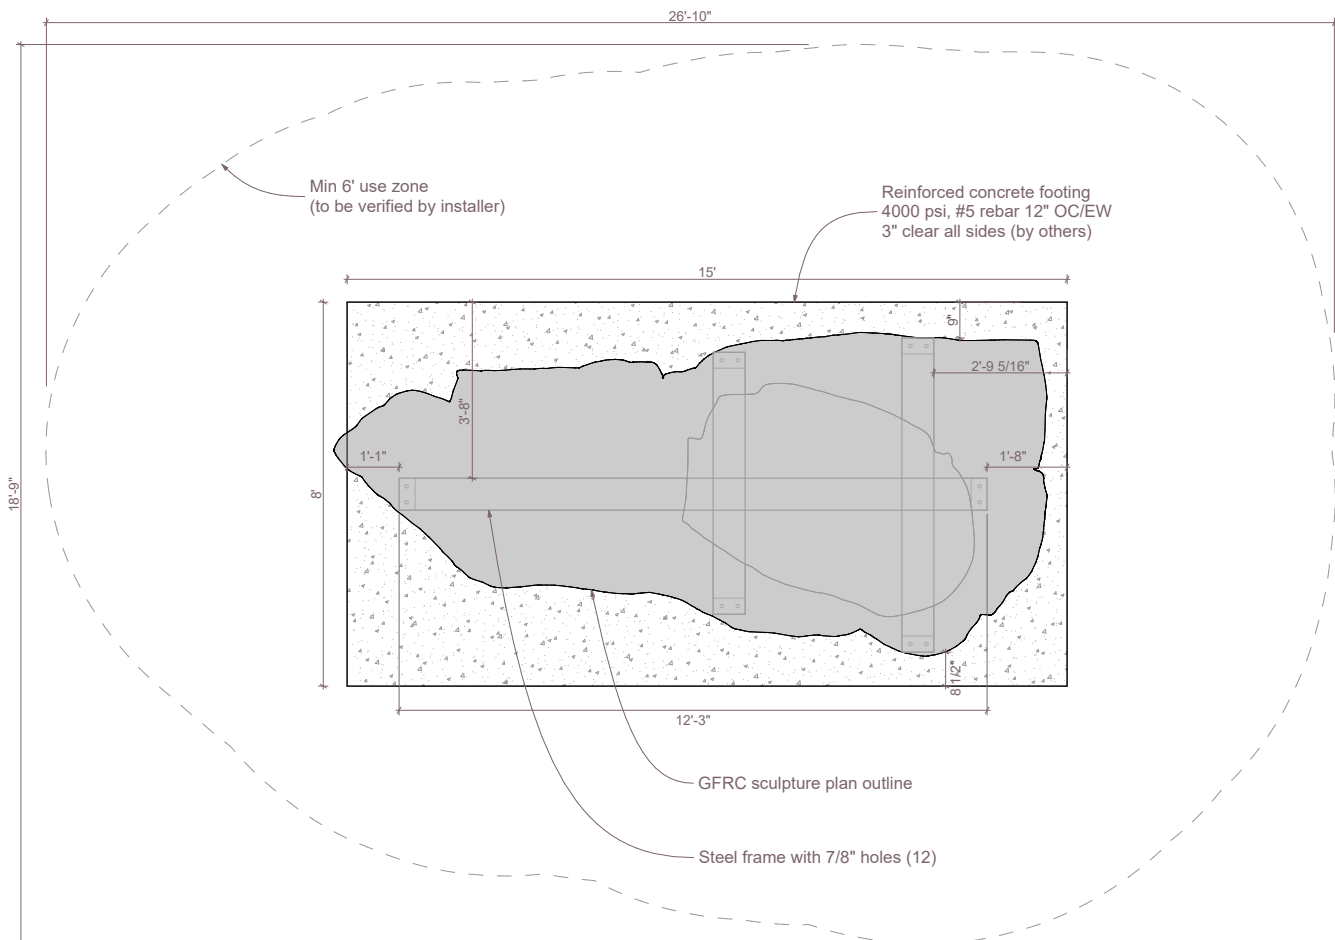 26'-10"
Min 6' use zone
(to be verified by installer)
Reinforced concrete footing
4000 psi, #5 rebar 12" OC/EW
3" clear all sides (by others)
15'
9"
2'-9 5/16"
3'-8"
1'-1"
1'-8"
18'-9"
8'
8 1/2"
12'-3"
GFRC sculpture plan outline
Steel frame with 7/8" holes (12)